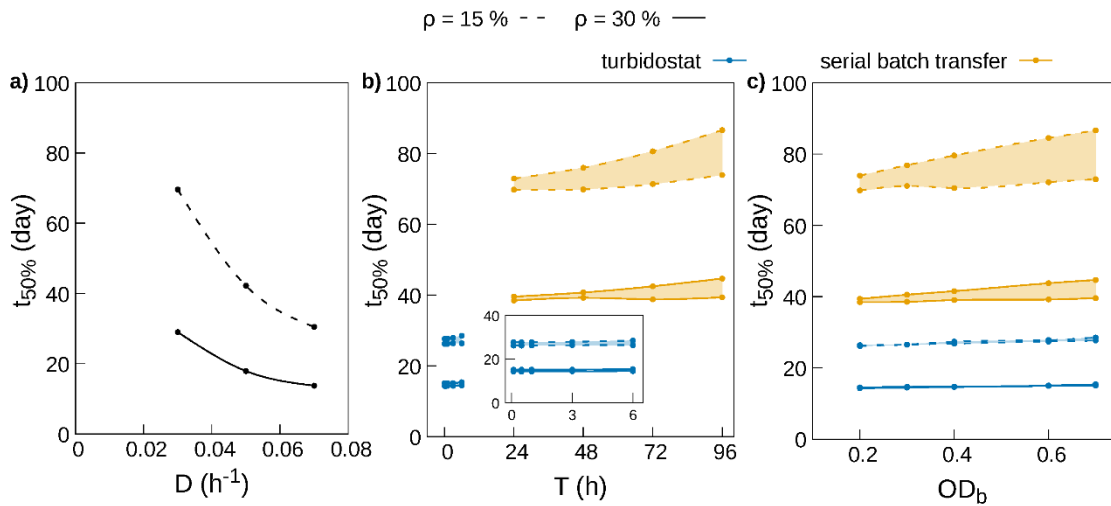 ρ = 15 % ρ = 30 %
turbidostat serial batch transfer
a) b) c)
100 100 100
80 80 80
60 60 60
40 40 40
20 20 20
0 0 0
t50% (day) t50% (day) t50% (day)
40
20
0
0 3 6
0 0.02 0.04 0.06 0.08
0 24 48 72 96
0.2 0.4 0.6
D (h-1) T (h) ODb